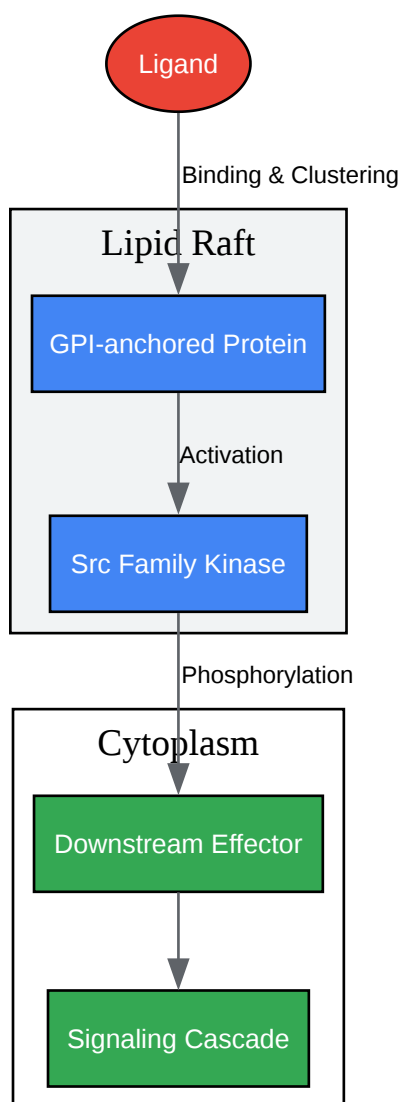 Ligand
Binding & Clustering
Lipid Raft
GPI-anchored Protein
Activation
Src Family Kinase
Phosphorylation
Cytoplasm
Downstream Effector
Signaling Cascade